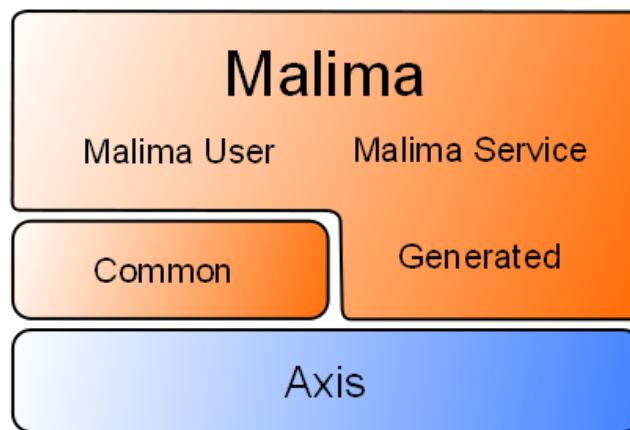 Malima
Malima User
Malima Service
Common
Generated
Axis